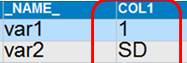 _NAME_ COL1
var1 1
var2 SD